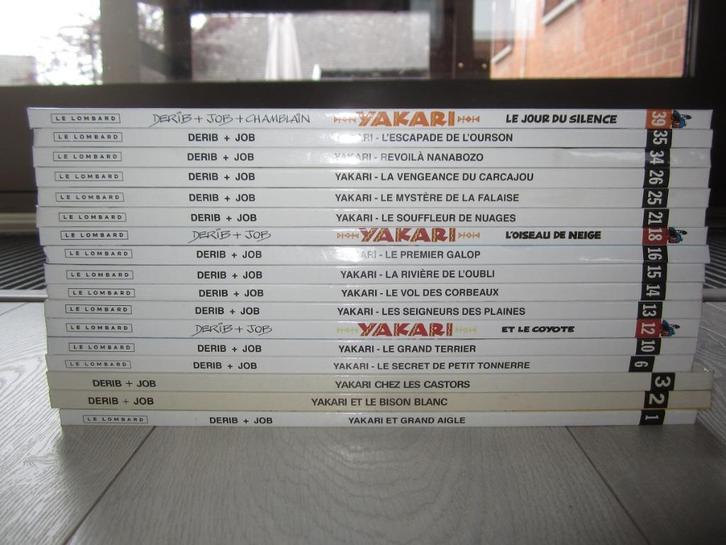 LE LOMBARD DERIB + JOB + CHAMBLAIN YAKARI LE JOUR DU SILENCE 39
LE LOMBARD DERIB + JOB YAKARI - L'ESCAPADE DE L'OURSON 35
LE LOMBARD DERIB + JOB YAKARI - REVOILÀ NANABOZO 34
LE LOMBARD DERIB + JOB YAKARI - LA VENGEANCE DU CARCAJOU 26
LE LOMBARD DERIB + JOB YAKARI - LE MYSTÈRE DE LA FALAISE 25
LE LOMBARD DERIB + JOB YAKARI - LE SOUFFLEUR DE NUAGES 21
LE LOMBARD DERIB + JOB YAKARI L'OISEAU DE NEIGE 18
LE LOMBARD DERIB + JOB YAKARI - LE PREMIER GALOP 16
LE LOMBARD DERIB + JOB YAKARI - LA RIVIÈRE DE L'OUBLI 15
LE LOMBARD DERIB + JOB YAKARI - LE VOL DES CORBEAUX 14
LE LOMBARD DERIB + JOB YAKARI - LES SEIGNEURS DES PLAINES 13
LE LOMBARD DERIB + JOB YAKARI ET LE COYOTE 12
LE LOMBARD DERIB + JOB YAKARI - LE GRAND TERRIER 10
LE LOMBARD DERIB + JOB YAKARI - LE SECRET DE PETIT TONNERRE 6
DERIB + JOB YAKARI CHEZ LES CASTORS 3
DERIB + JOB YAKARI ET LE BISON BLANC 2
LE LOMBARD DERIB + JOB YAKARI ET GRAND AIGLE 1